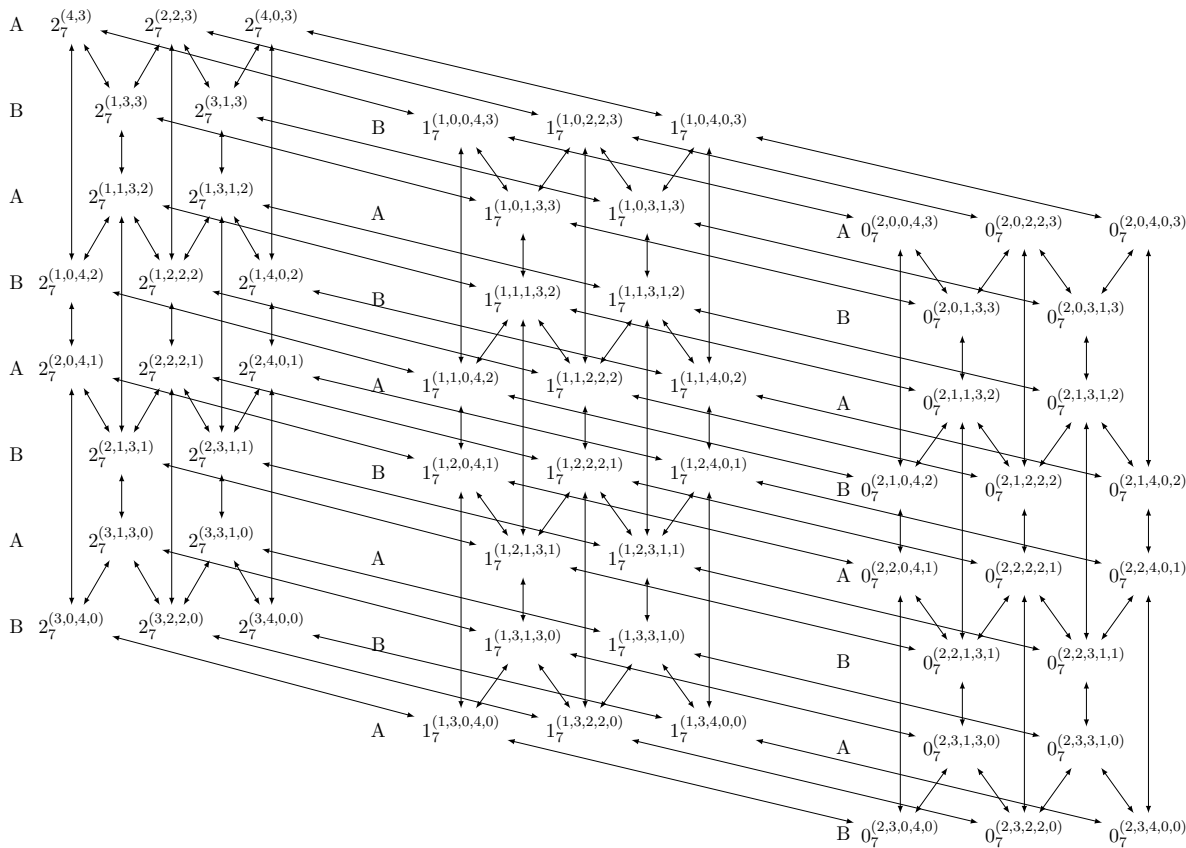 A $2_7^{(4,3)}$ $2_7^{(2,2,3)}$ $2_7^{(4,0,3)}$
B $2_7^{(1,3,3)}$ $2_7^{(3,1,3)}$
B $1_7^{(1,0,0,4,3)}$ $1_7^{(1,0,2,2,3)}$ $1_7^{(1,0,4,0,3)}$
A $2_7^{(1,1,3,2)}$ $2_7^{(1,3,1,2)}$
A $1_7^{(1,0,1,3,3)}$ $1_7^{(1,0,3,1,3)}$
A $0_7^{(2,0,0,4,3)}$ $0_7^{(2,0,2,2,3)}$ $0_7^{(2,0,4,0,3)}$
B $2_7^{(1,0,4,2)}$ $2_7^{(1,2,2,2)}$ $2_7^{(1,4,0,2)}$
B $1_7^{(1,1,1,3,2)}$ $1_7^{(1,1,3,1,2)}$
B $0_7^{(2,0,1,3,3)}$ $0_7^{(2,0,3,1,3)}$
A $2_7^{(2,0,4,1)}$ $2_7^{(2,2,2,1)}$ $2_7^{(2,4,0,1)}$
A $1_7^{(1,1,0,4,2)}$ $1_7^{(1,1,2,2,2)}$ $1_7^{(1,1,4,0,2)}$
A $0_7^{(2,1,1,3,2)}$ $0_7^{(2,1,3,1,2)}$
B $2_7^{(2,1,3,1)}$ $2_7^{(2,3,1,1)}$
B $1_7^{(1,2,0,4,1)}$ $1_7^{(1,2,2,2,1)}$ $1_7^{(1,2,4,0,1)}$
B $0_7^{(2,1,0,4,2)}$ $0_7^{(2,1,2,2,2)}$ $0_7^{(2,1,4,0,2)}$
A $2_7^{(3,1,3,0)}$ $2_7^{(3,3,1,0)}$
A $1_7^{(1,2,1,3,1)}$ $1_7^{(1,2,3,1,1)}$
A $0_7^{(2,2,0,4,1)}$ $0_7^{(2,2,2,2,1)}$ $0_7^{(2,2,4,0,1)}$
B $2_7^{(3,0,4,0)}$ $2_7^{(3,2,2,0)}$ $2_7^{(3,4,0,0)}$
B $1_7^{(1,3,1,3,0)}$ $1_7^{(1,3,3,1,0)}$
B $0_7^{(2,2,1,3,1)}$ $0_7^{(2,2,3,1,1)}$
A $1_7^{(1,3,0,4,0)}$ $1_7^{(1,3,2,2,0)}$ $1_7^{(1,3,4,0,0)}$
A $0_7^{(2,3,1,3,0)}$ $0_7^{(2,3,3,1,0)}$
B $0_7^{(2,3,0,4,0)}$ $0_7^{(2,3,2,2,0)}$ $0_7^{(2,3,4,0,0)}$